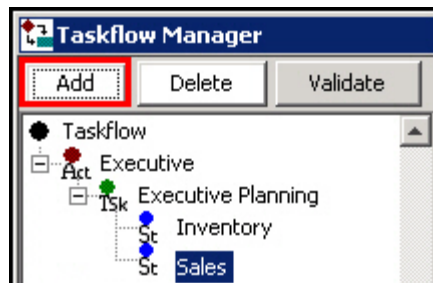 Taskflow Manager
Add Delete Validate
Taskflow
Act Executive
TSk Executive Planning
St Inventory
St Sales